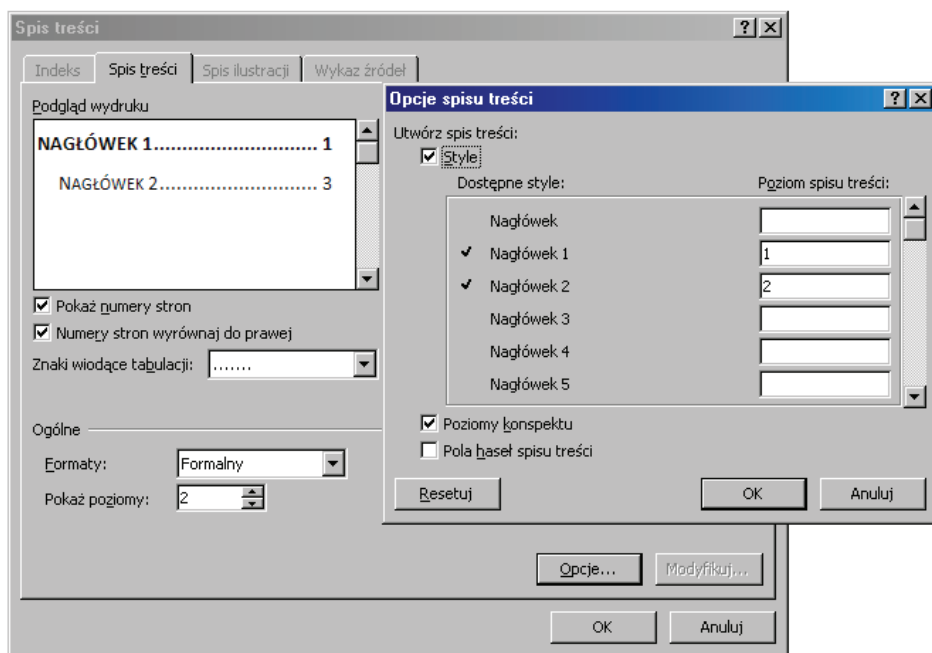 Spis treści
Indeks Spis treści Spis ilustracji Wykaz źródeł
Podgląd wydruku
NAGŁÓWEK 1............................. 1
NAGŁÓWEK 2............................ 3
Pokaż numery stron
Numery stron wyrównaj do prawej
Znaki wiodące tabulacji: .......
Ogólne
Formaty: Formalny
Pokaż poziomy: 2
Opcje... Modyfikuj...
OK Anuluj
Opcje spisu treści
Utwórz spis treści:
Style
Dostępne style: Poziom spisu treści:
Nagłówek
Nagłówek 1 1
Nagłówek 2 2
Nagłówek 3
Nagłówek 4
Nagłówek 5
Poziomy konspektu
Pola haseł spisu treści
Resetuj OK Anuluj